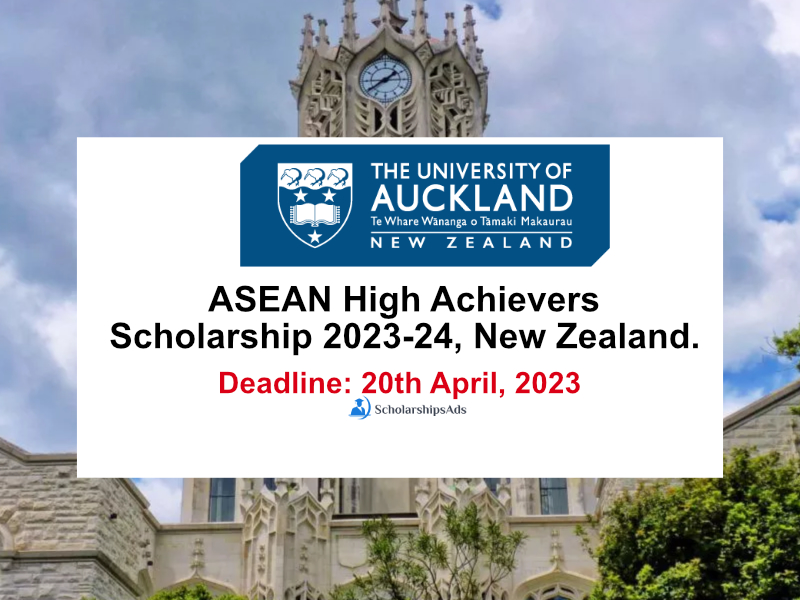 THE UNIVERSITY OF
AUCKLAND
Te Whare Wānanga o Tāmaki Makaurau
NEW ZEALAND
ASEAN High Achievers
Scholarship 2023-24, New Zealand.
Deadline: 20th April, 2023
ScholarshipsAds